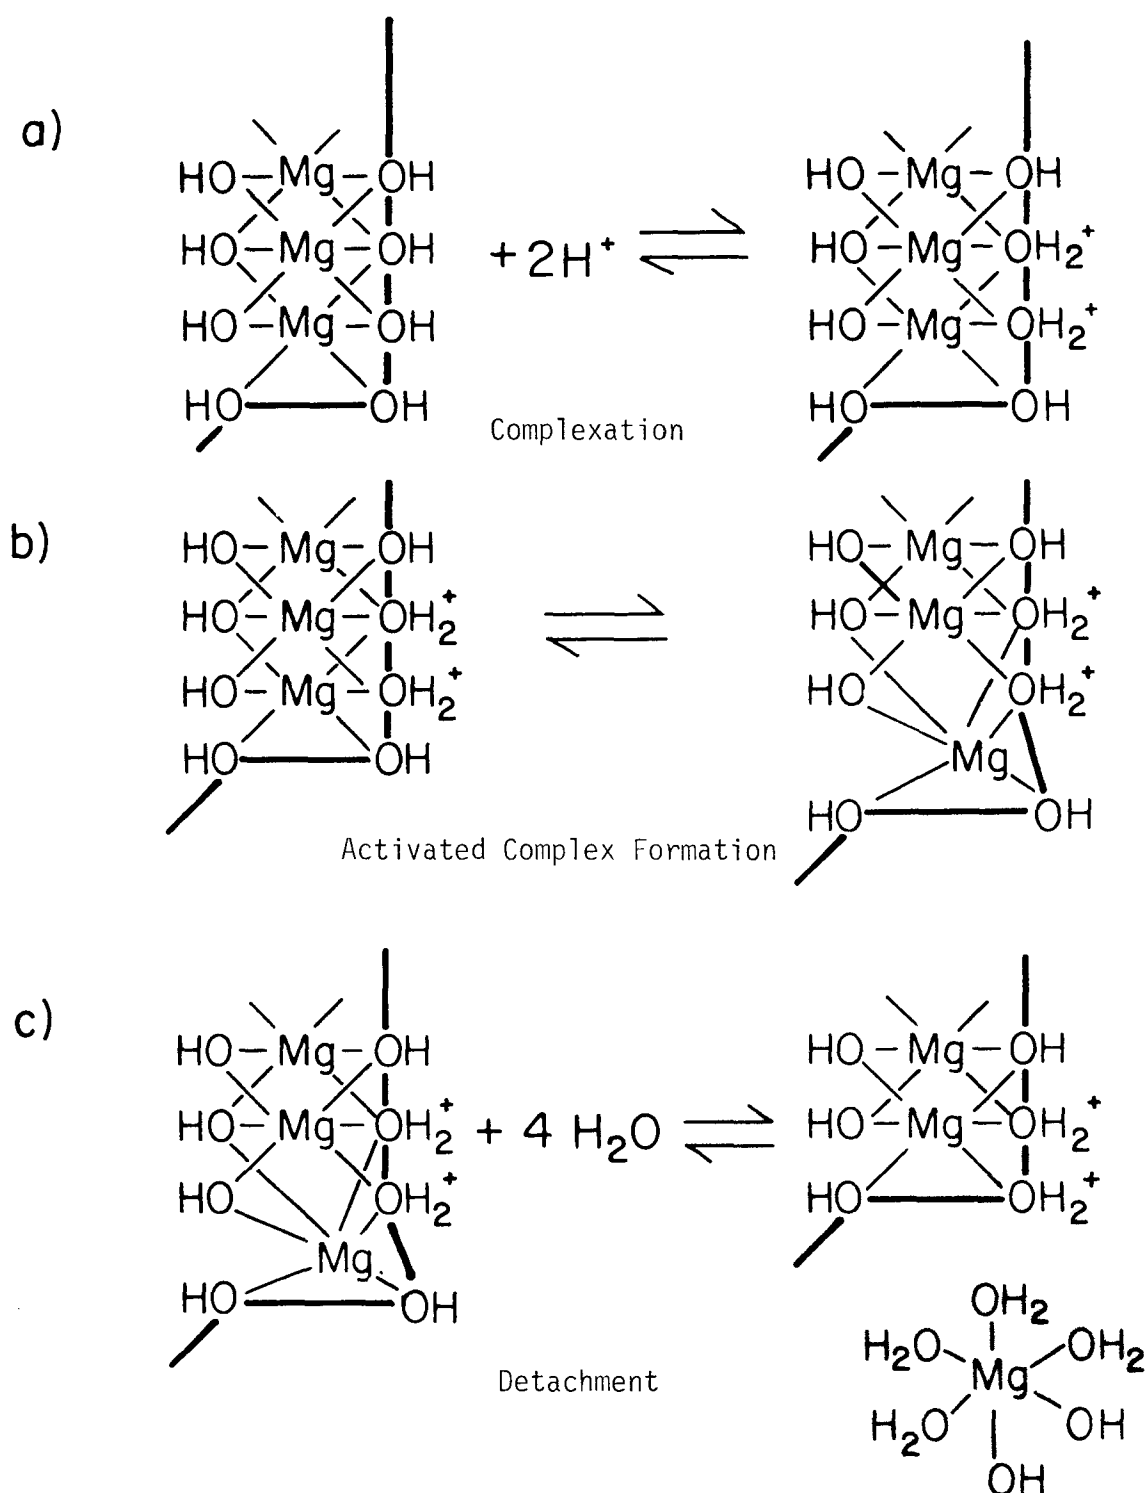 a)
HO–Mg–OH
HO–Mg–OH + 2H⁺ ⇌
HO–Mg–OH
HO OH
HO–Mg–OH
HO–Mg–OH₂⁺
HO–Mg–OH₂⁺
HO OH
Complexation
b)
HO–Mg–OH
HO–Mg–OH₂⁺ ⇌
HO–Mg–OH₂⁺
HO OH
HO–Mg–OH
HO–Mg–OH₂⁺
HO OH₂⁺
Mg
HO OH
Activated Complex Formation
c)
HO–Mg–OH
HO–Mg–OH₂⁺ + 4 H₂O ⇌
HO OH₂⁺
Mg
HO OH
HO–Mg–OH
HO–Mg–OH₂⁺
HO OH₂⁺
OH₂
H₂O OH₂
Mg
H₂O OH
OH
Detachment